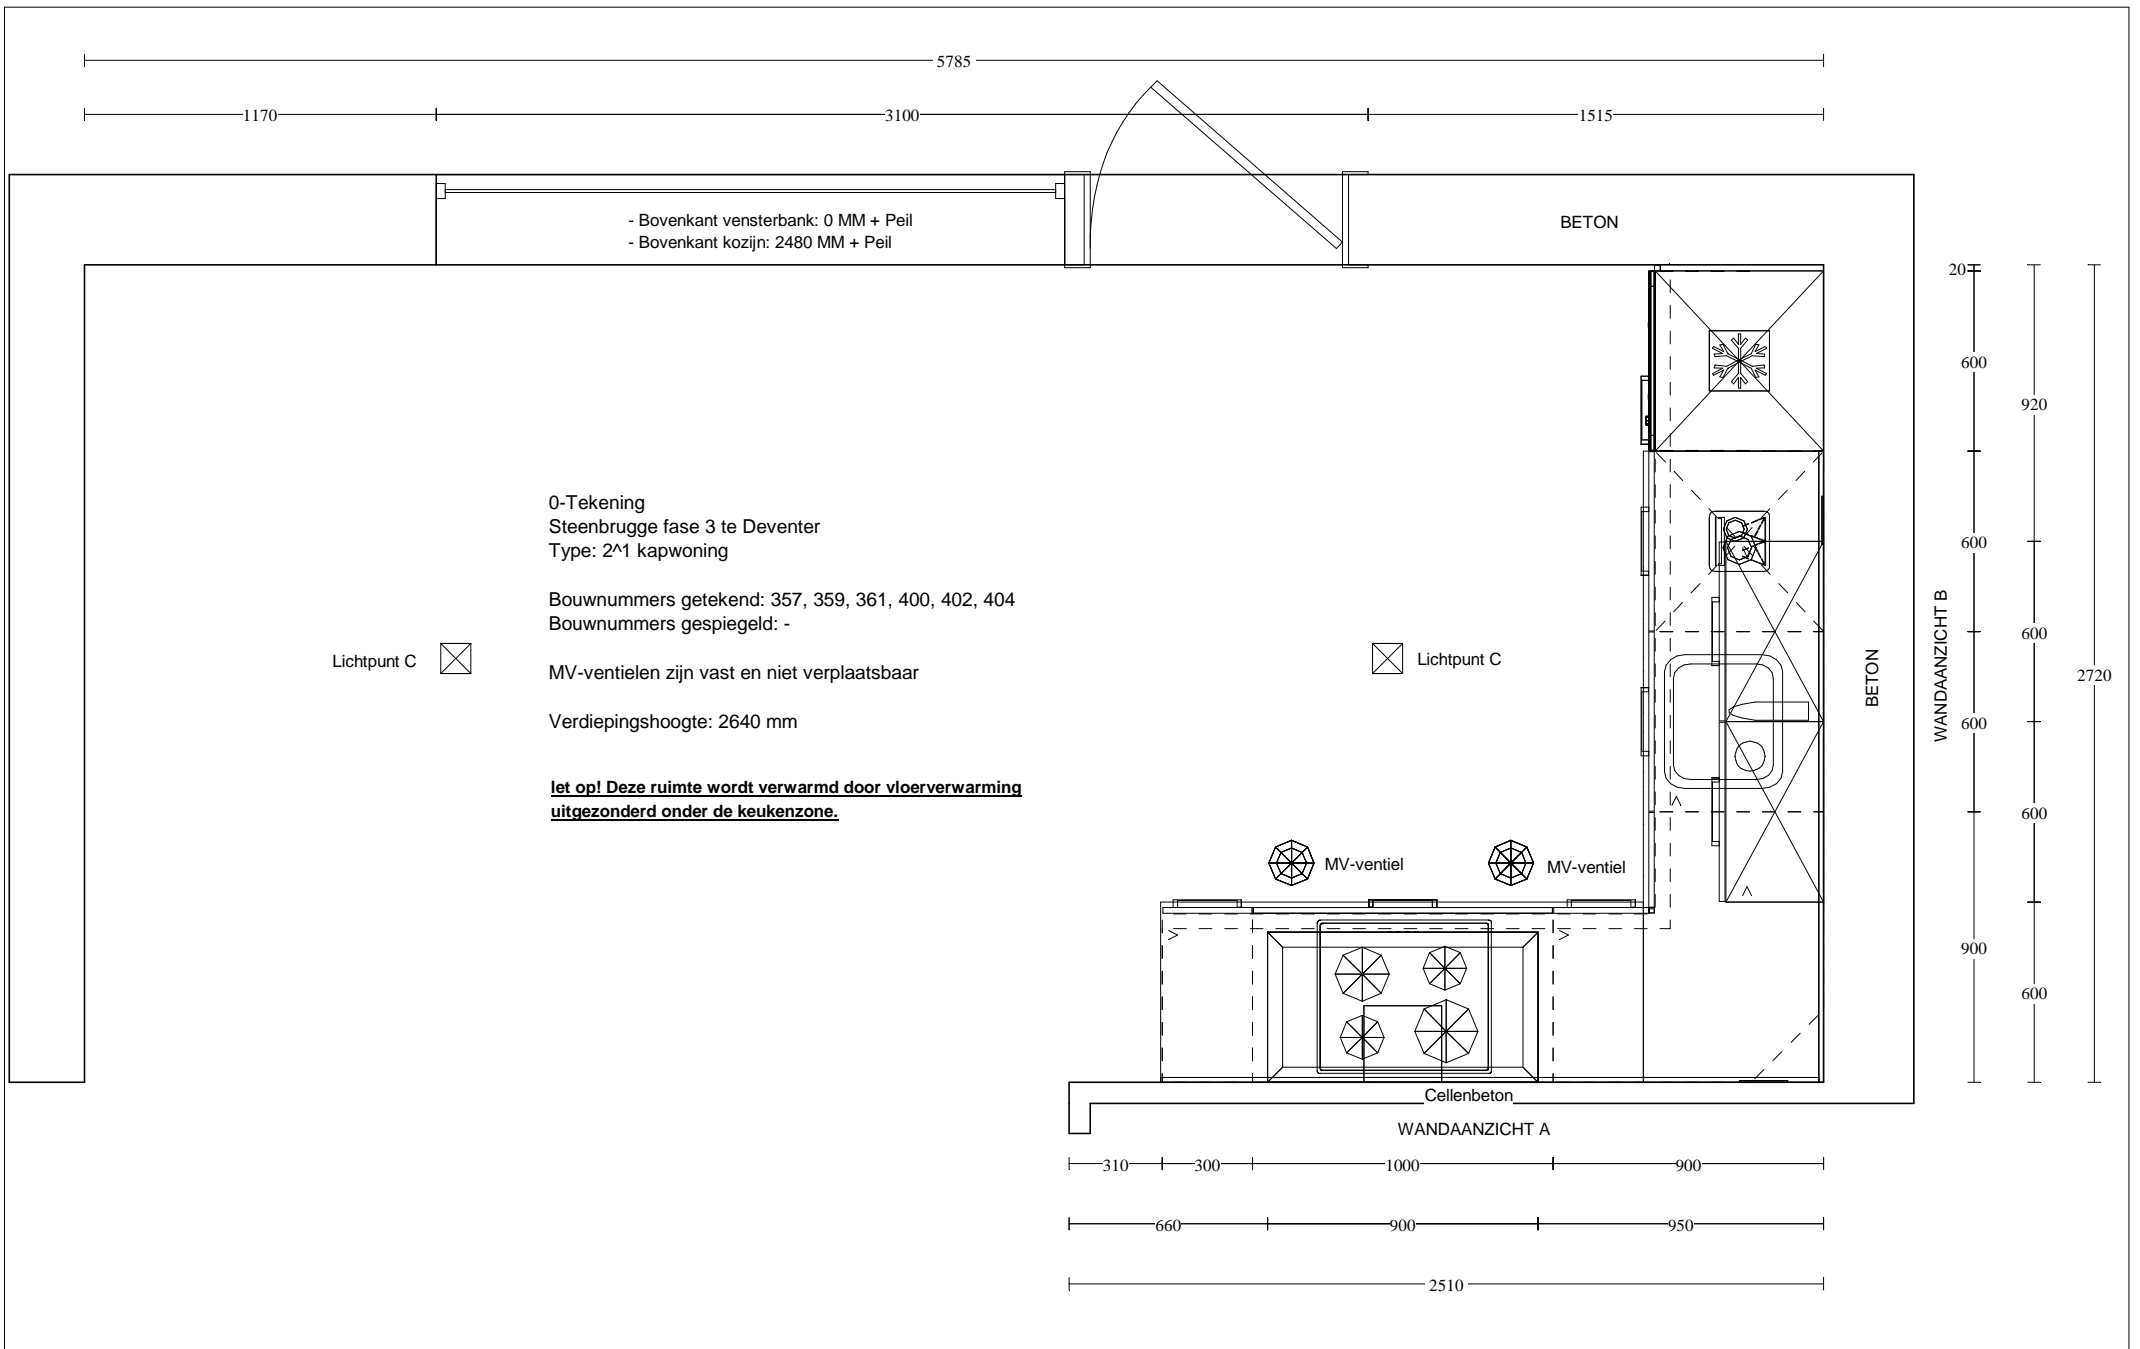 5785
1170
3100
1515
- Bovenkant vensterbank: 0 MM + Peil
- Bovenkant kozijn: 2480 MM + Peil
BETON
20
600
920
0-Tekening
Steenbrugge fase 3 te Deventer
Type: 2^1 kapwoning
600
Bouwnummers getekend: 357, 359, 361, 400, 402, 404
Bouwnummers gespiegeld: -
WANDAANZICHT B
600
Lichtpunt C
Lichtpunt C
MV-ventielen zijn vast en niet verplaatsbaar
BETON
2720
Verdiepingshoogte: 2640 mm
600
let op! Deze ruimte wordt verwarmd door vloerverwarming
uitgezonderd onder de keukenzone.
600
MV-ventiel
MV-ventiel
900
600
Cellenbeton
WANDAANZICHT A
310
300
1000
900
660
900
950
2510